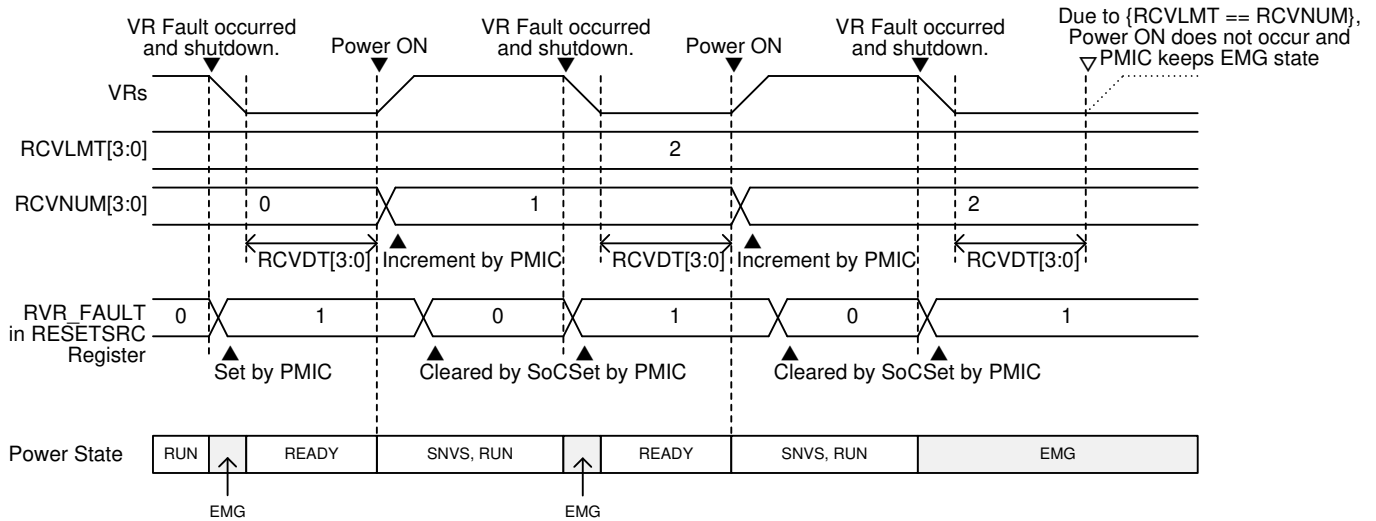 VR Fault occurred
and shutdown.
Power ON
VR Fault occurred
and shutdown.
Power ON
VR Fault occurred
and shutdown.
Due to {RCVLMT == RCVNUM},
Power ON does not occur and
PMIC keeps EMG state
VRs
RCVLMT[3:0]
2
RCVNUM[3:0]
0
1
2
RCVDT[3:0]
Increment by PMIC
RCVDT[3:0]
Increment by PMIC
RCVDT[3:0]
RVR_FAULT
in RESETSRC
Register
0
1
0
1
0
1
Set by PMIC
Cleared by SoC
Set by PMIC
Cleared by SoC
Set by PMIC
Power State
RUN
READY
SNVS, RUN
READY
SNVS, RUN
EMG
EMG
EMG